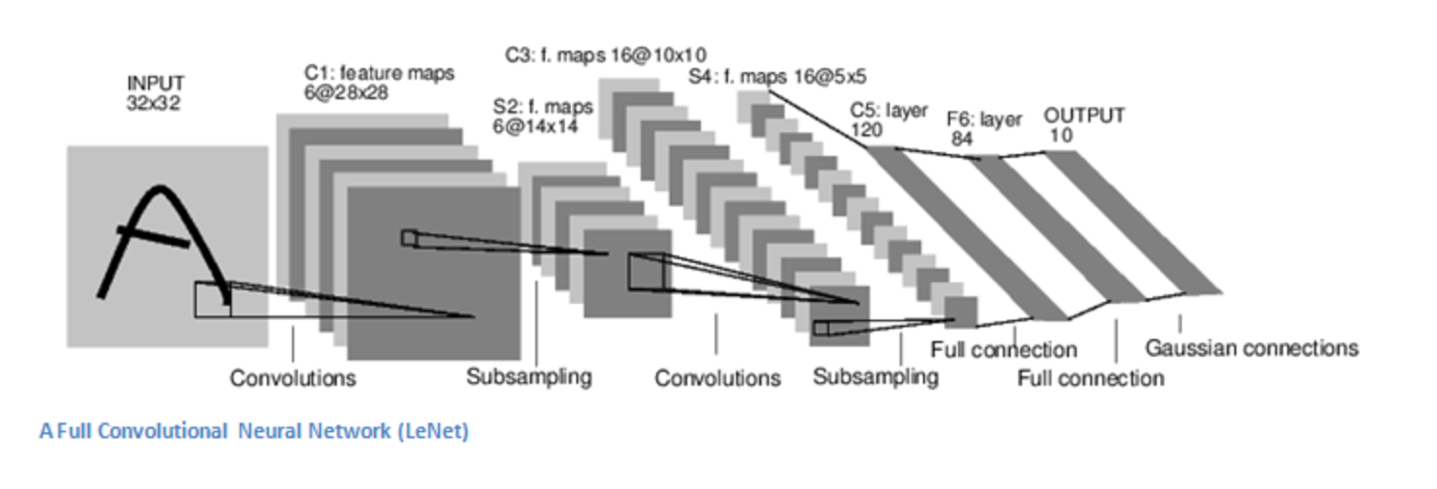 INPUT
32x32
C1: feature maps
6@28x28
S2: f. maps
6@14x14
C3: f. maps 16@10x10
S4: f. maps 16@5x5
C5: layer
120
F6: layer
84
OUTPUT
10
Convolutions
Subsampling
Convolutions
Subsampling
Full connection
Full connection
Gaussian connections
A Full Convolutional Neural Network (LeNet)